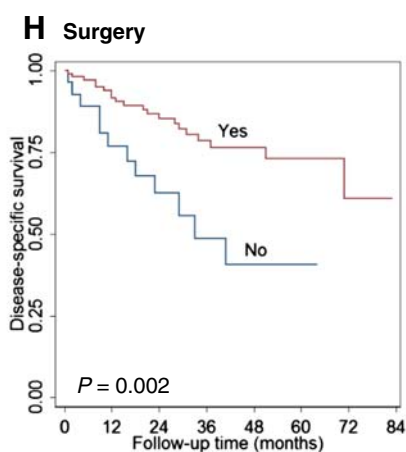 H Surgery
1.00
0.75
0.50
0.25
0.00
Disease-specific survival
Yes
No
P = 0.002
0 12 24 36 48 60 72 84
Follow-up time (months)